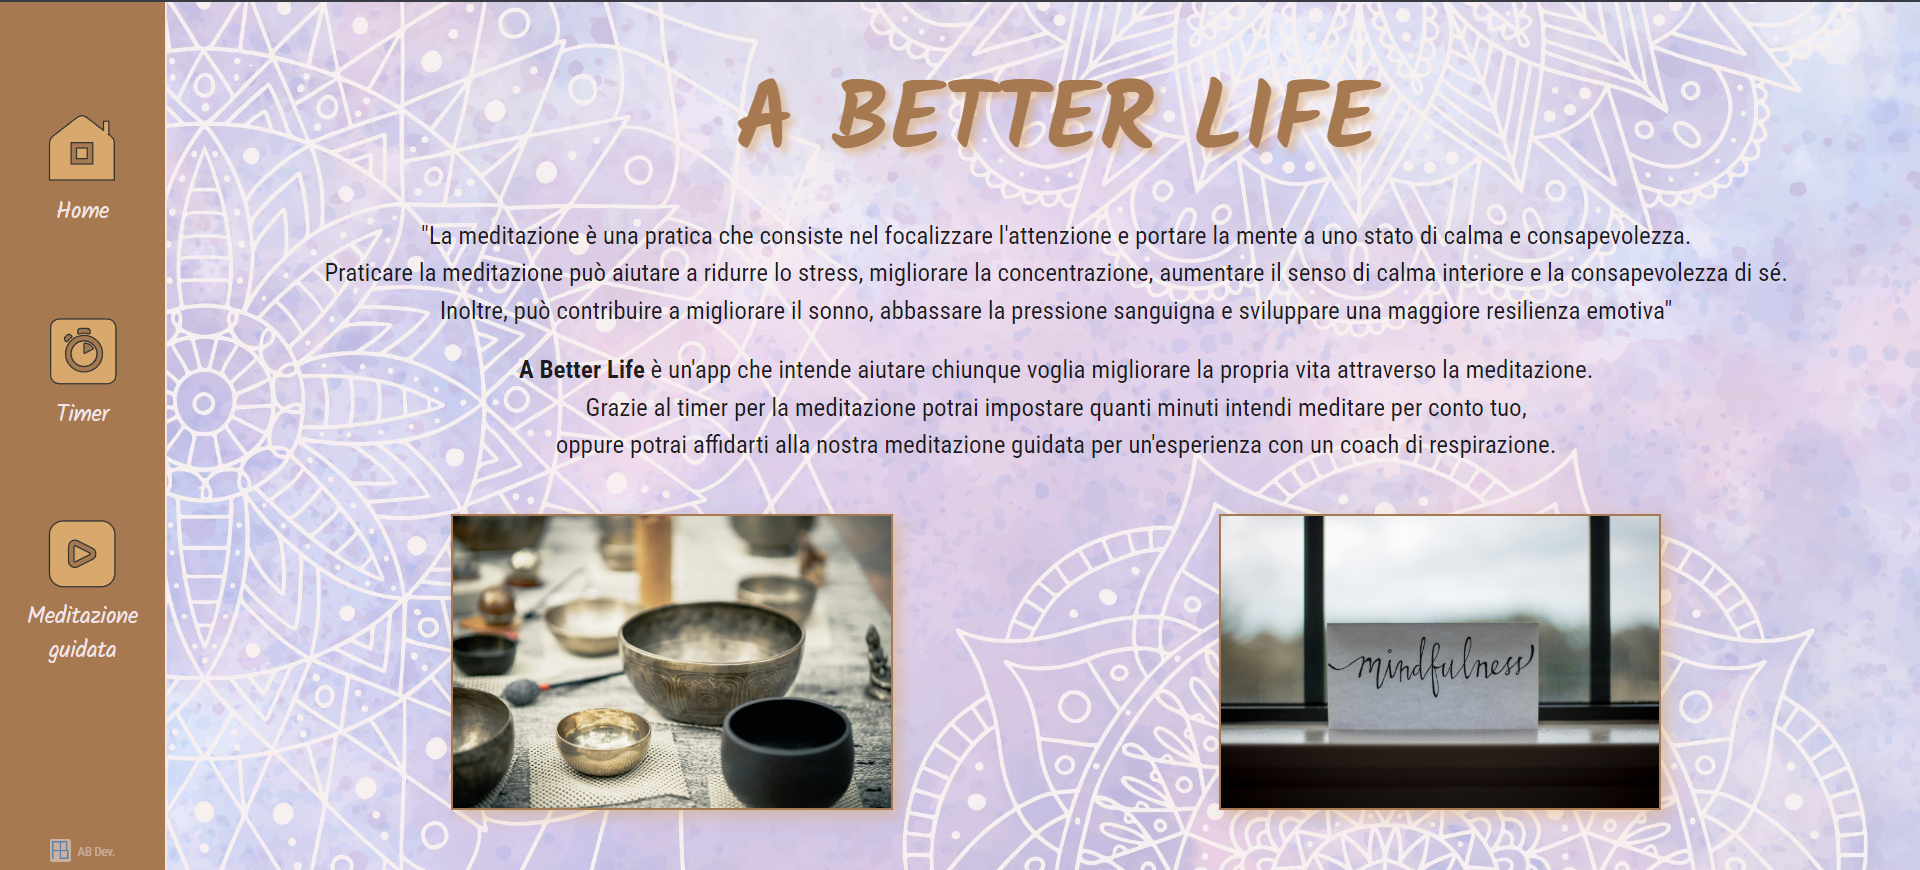 A BETTER LIFE
Home
Timer
Meditazione
guidata
"La meditazione è una pratica che consiste nel focalizzare l'attenzione e portare la mente a uno stato di calma e consapevolezza.
Praticare la meditazione può aiutare a ridurre lo stress, migliorare la concentrazione, aumentare il senso di calma interiore e la consapevolezza di sé.
Inoltre, può contribuire a migliorare il sonno, abbassare la pressione sanguigna e sviluppare una maggiore resilienza emotiva"
A Better Life è un'app che intende aiutare chiunque voglia migliorare la propria vita attraverso la meditazione.
Grazie al timer per la meditazione potrai impostare quanti minuti intendi meditare per conto tuo,
oppure potrai affidarti alla nostra meditazione guidata per un'esperienza con un coach di respirazione.
mindfulness
AB Dev.